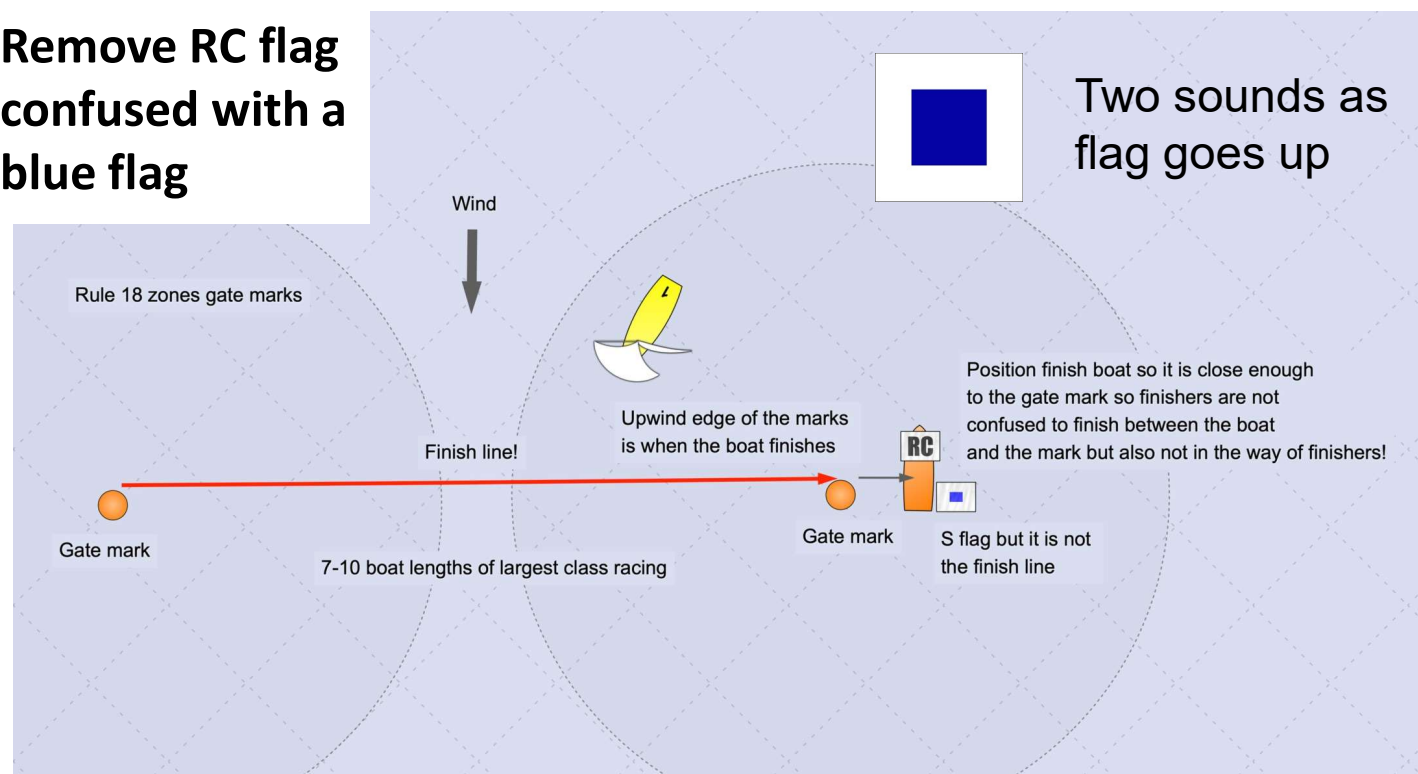 Remove RC flag
confused with a
blue flag
Two sounds as
flag goes up
Wind
Rule 18 zones gate marks
1
Position finish boat so it is close enough
to the gate mark so finishers are not
confused to finish between the boat
and the mark but also not in the way of finishers!
Upwind edge of the marks
is when the boat finishes
RC
Finish line!
Gate mark
Gate mark
S flag but it is not
the finish line
7-10 boat lengths of largest class racing